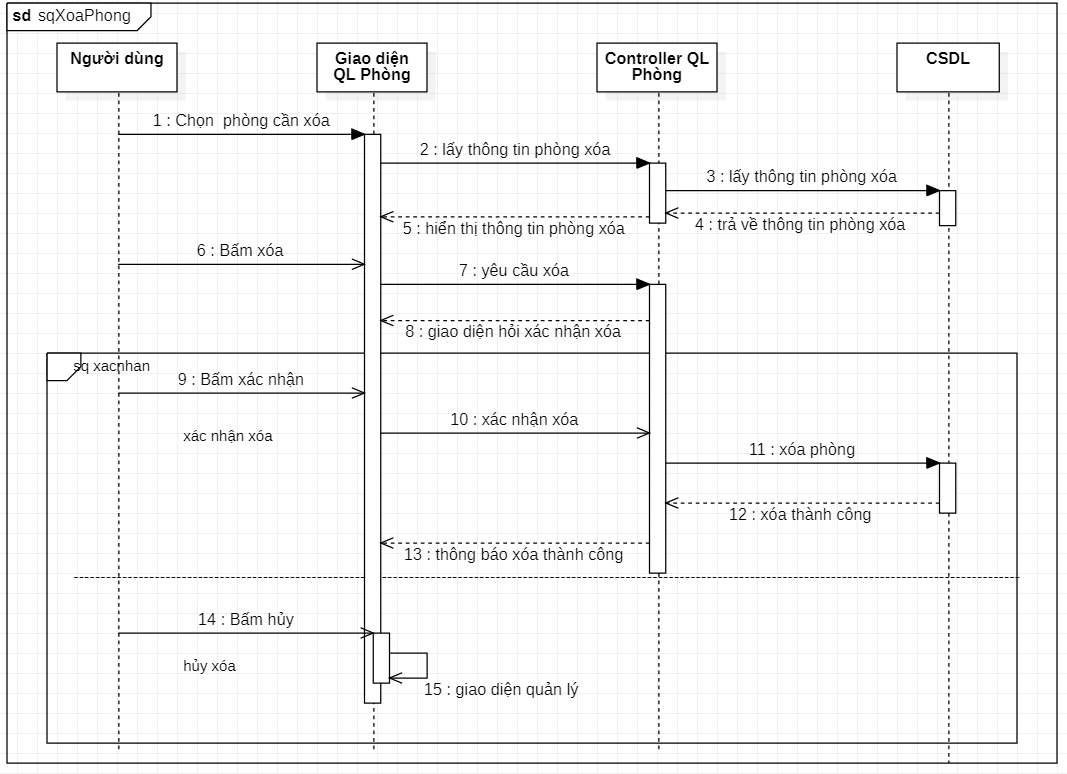 sd sqXoaPhong
Người dùng
Giao diện
QL Phòng
Controller QL
Phòng
CSDL
1 : Chọn phòng cần xóa
2 : lấy thông tin phòng xóa
3 : lấy thông tin phòng xóa
4 : trả về thông tin phòng xóa
5 : hiển thị thông tin phòng xóa
6 : Bấm xóa
7 : yêu cầu xóa
8 : giao diện hỏi xác nhận xóa
sq xacnhan
9 : Bấm xác nhận
10 : xác nhận xóa
xác nhận xóa
11 : xóa phòng
12 : xóa thành công
13 : thông báo xóa thành công
14 : Bấm hủy
hủy xóa
15 : giao diện quản lý